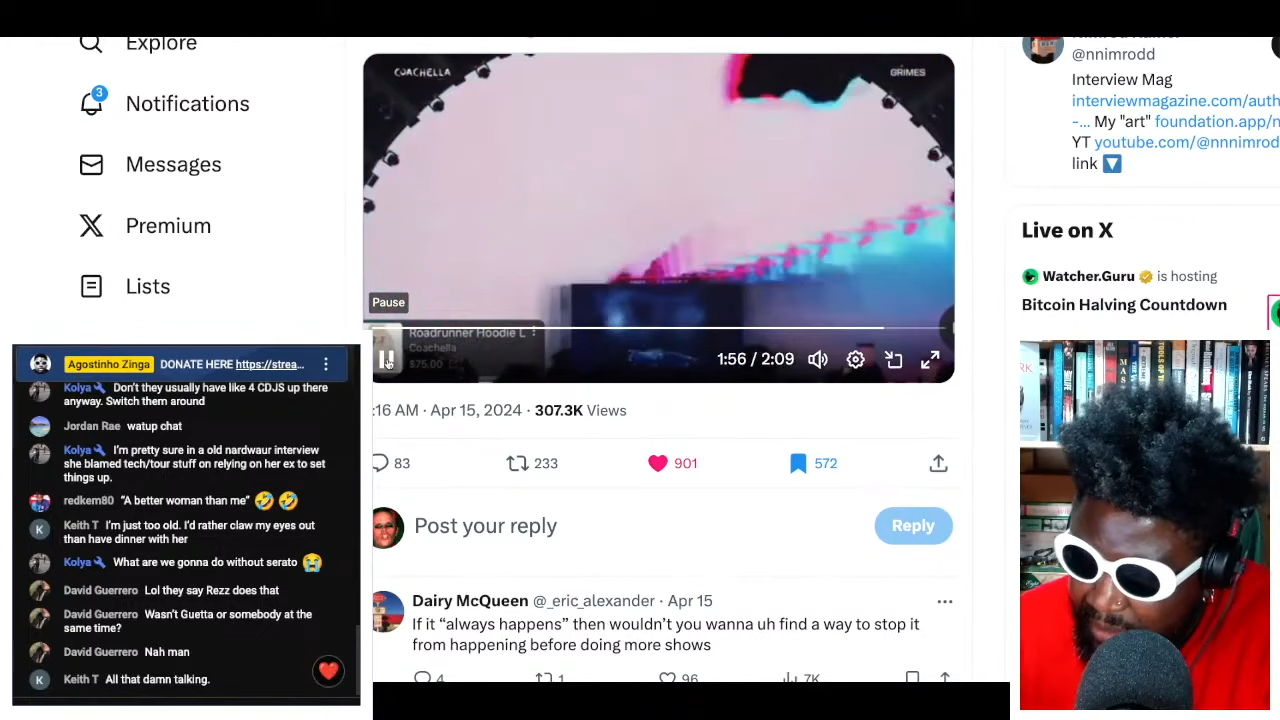 Explore
3
Notifications
Messages
Premium
Lists
COACHELLA
GRIMES
Pause
Roadrunner Hoodie L
Coachella
$75.00
1:56 / 2:09
:16 AM · Apr 15, 2024 · 307.3K Views
83
233
901
572
Post your reply
Reply
Dairy McQueen @_eric_alexander · Apr 15
If it “always happens” then wouldn’t you wanna uh find a way to stop it
from happening before doing more shows
4
1
96
7K
@nnimrodd
Interview Mag
interviewmagazine.com/auth
-... My "art" foundation.app/n
YT youtube.com/@nnnimrod
link
Live on X
Watcher.Guru is hosting
Bitcoin Halving Countdown
Agostinho Zinga DONATE HERE https://strea...
Kolya Don’t they usually have like 4 CDJS up there
anyway. Switch them around
Jordan Rae watup chat
Kolya I’m pretty sure in a old nardwaur interview
she blamed tech/tour stuff on relying on her ex to set
things up.
redkem80 “A better woman than me” 🤣 🤣
K Keith T I’m just too old. I’d rather claw my eyes out
than have dinner with her
Kolya What are we gonna do without serato 😭
David Guerrero Lol they say Rezz does that
David Guerrero Wasn’t Guetta or somebody at the
same time?
David Guerrero Nah man
K Keith T All that damn talking.